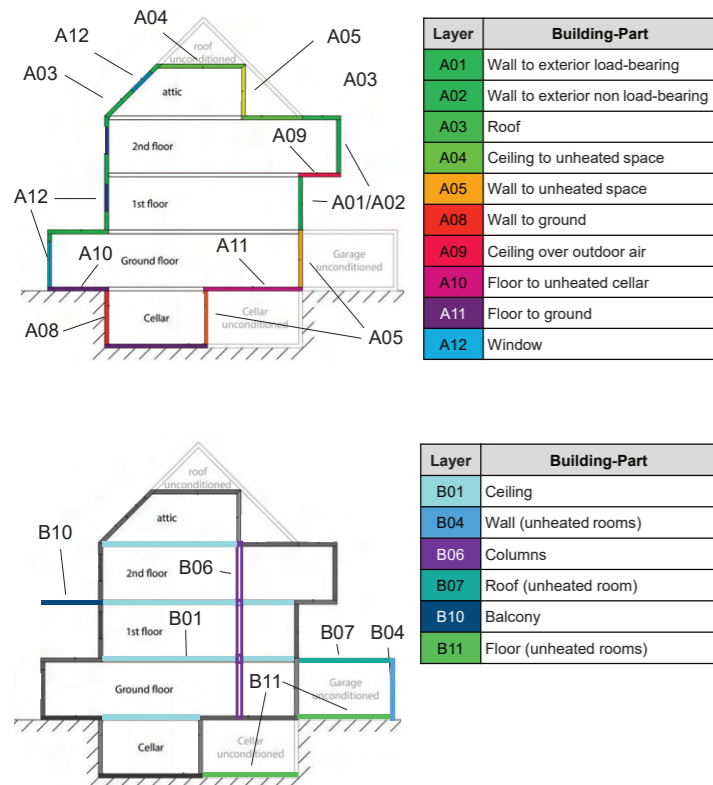 A04
A12
A05
roof
unconditioned
A03
A03
attic
2nd floor
A09
A12
1st floor
A01/A02
A10
Ground floor
A11
Garage
unconditioned
A08
Cellar
Cellar
unconditioned
A05
Layer Building-Part
A01 Wall to exterior load-bearing
A02 Wall to exterior non load-bearing
A03 Roof
A04 Ceiling to unheated space
A05 Wall to unheated space
A08 Wall to ground
A09 Ceiling over outdoor air
A10 Floor to unheated cellar
A11 Floor to ground
A12 Window
roof
unconditioned
attic
B10
2nd floor
B06
1st floor
B01
B07
B04
Ground floor
B11
Garage
unconditioned
Cellar
Cellar
unconditioned
Layer Building-Part
B01 Ceiling
B04 Wall (unheated rooms)
B06 Columns
B07 Roof (unheated room)
B10 Balcony
B11 Floor (unheated rooms)